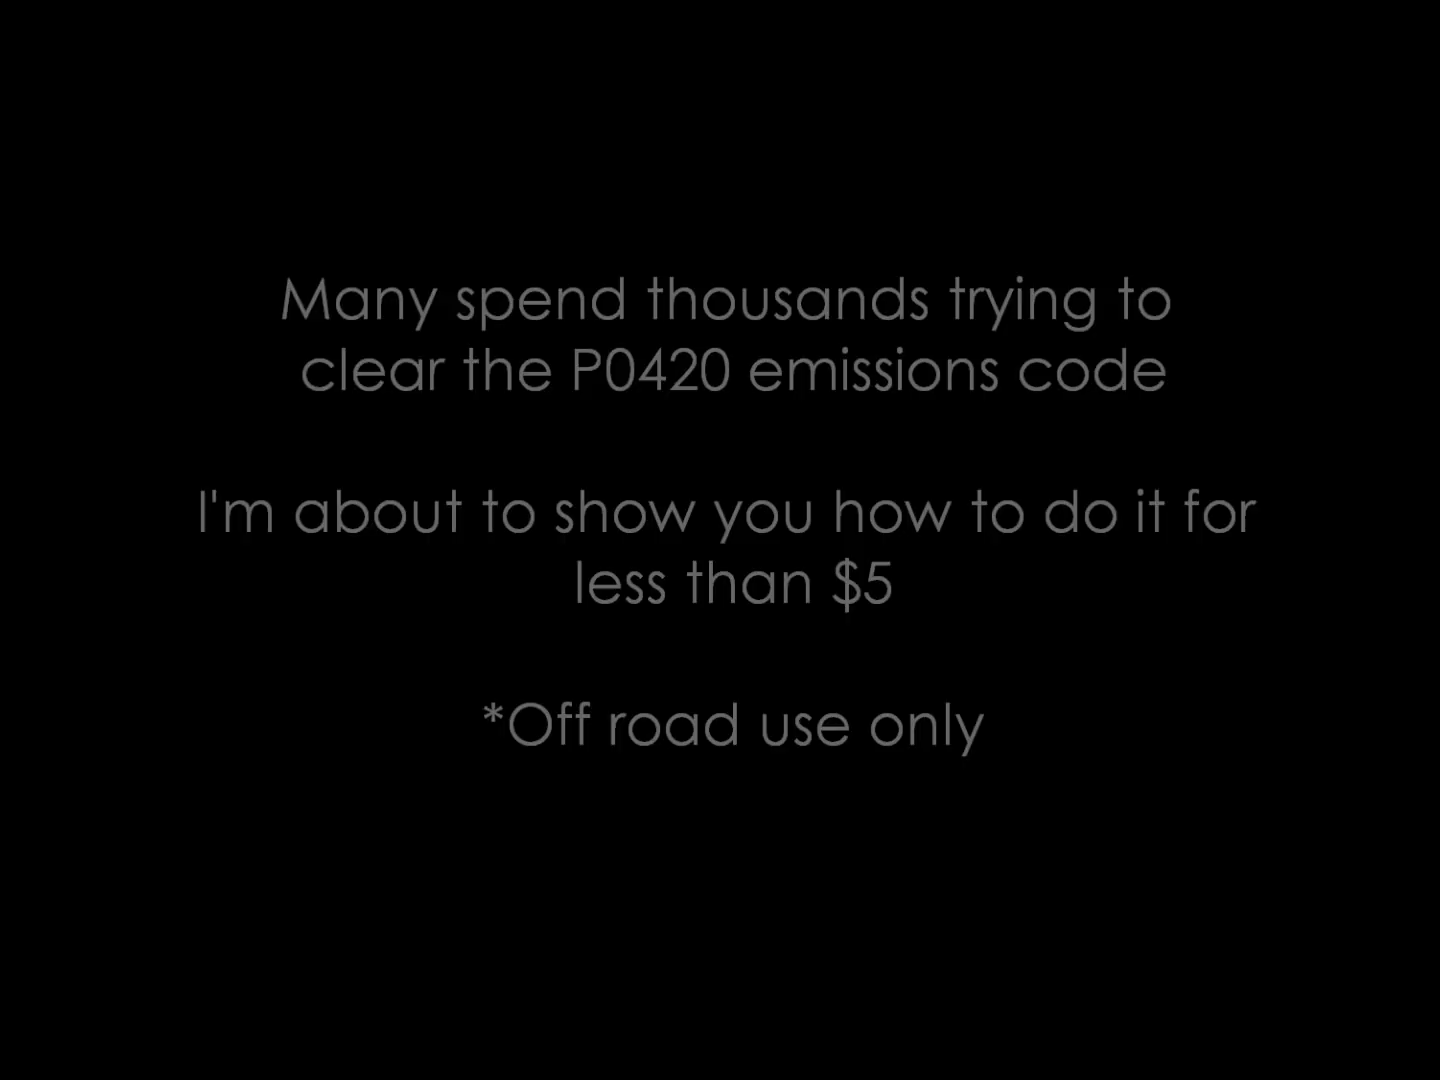 Many spend thousands trying to
clear the P0420 emissions code
I'm about to show you how to do it for
less than $5
*Off road use only